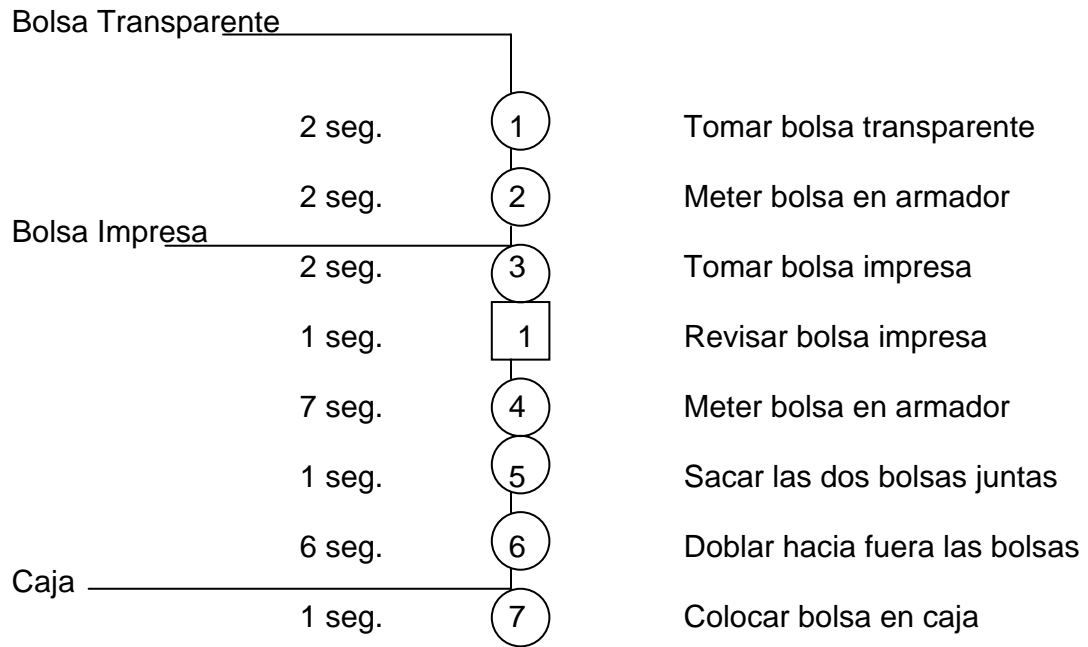 Bolsa Transparente
2 seg. 1 Tomar bolsa transparente
2 seg. 2 Meter bolsa en armador
Bolsa Impresa
2 seg. 3 Tomar bolsa impresa
1 seg. 1 Revisar bolsa impresa
7 seg. 4 Meter bolsa en armador
1 seg. 5 Sacar las dos bolsas juntas
6 seg. 6 Doblar hacia fuera las bolsas
Caja
1 seg. 7 Colocar bolsa en caja